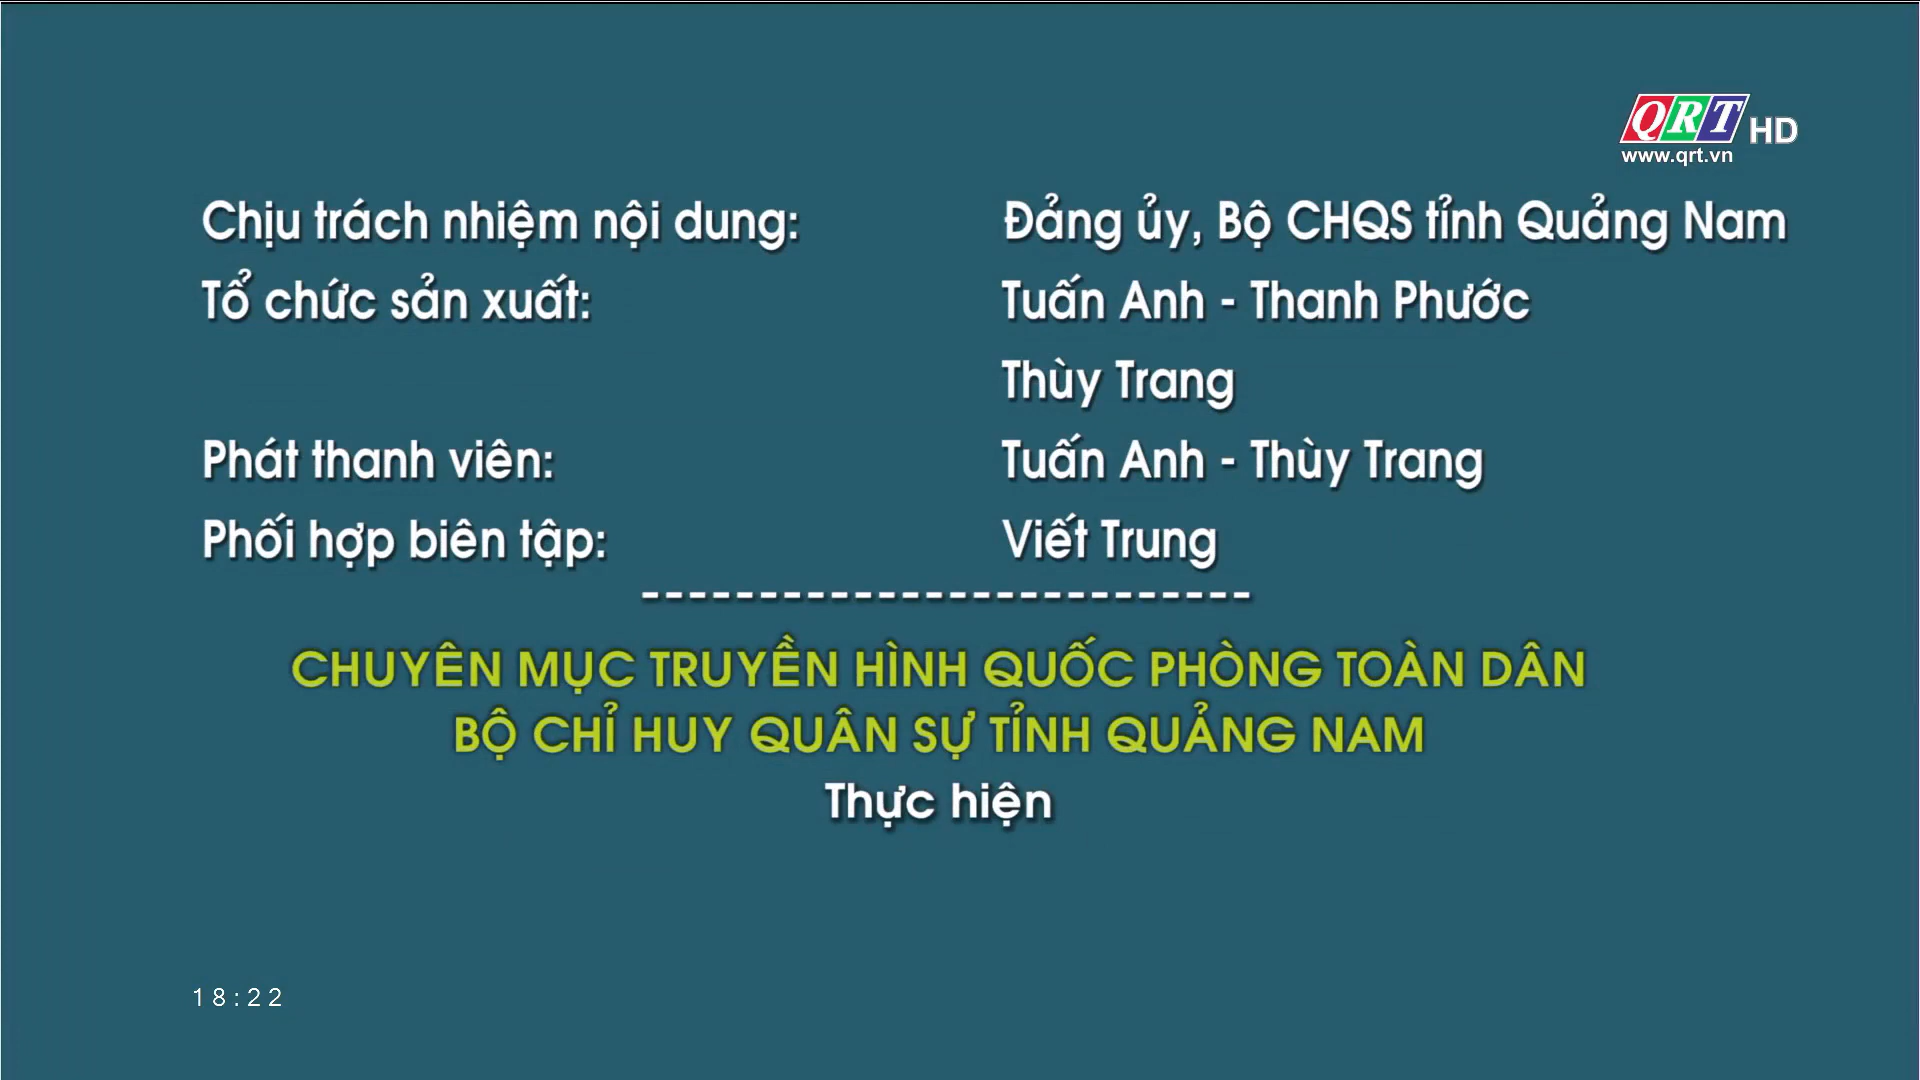 QRT HD
www.qrt.vn
Chịu trách nhiệm nội dung: Đảng ủy, Bộ CHQS tỉnh Quảng Nam
Tổ chức sản xuất: Tuấn Anh - Thanh Phước
Thùy Trang
Phát thanh viên: Tuấn Anh - Thùy Trang
Phối hợp biên tập: Viết Trung
--------------------------
CHUYÊN MỤC TRUYỀN HÌNH QUỐC PHÒNG TOÀN DÂN
BỘ CHỈ HUY QUÂN SỰ TỈNH QUẢNG NAM
Thực hiện
18:22